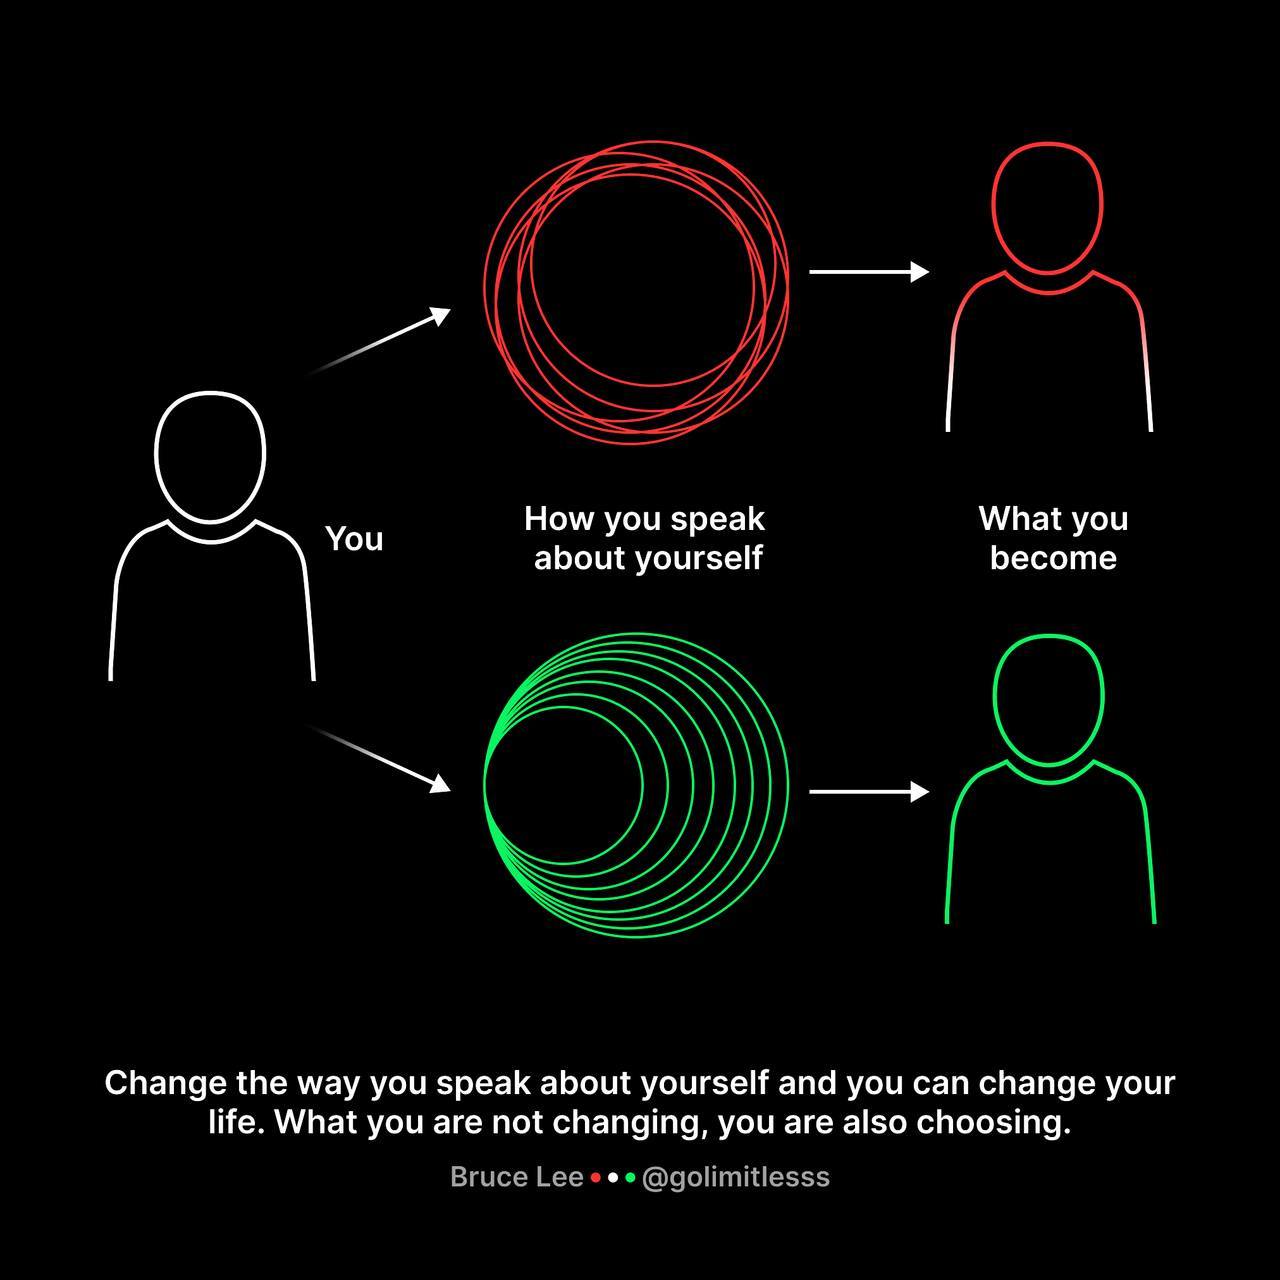 You
How you speak
about yourself
What you
become
Change the way you speak about yourself and you can change your
life. What you are not changing, you are also choosing.
Bruce Lee @golimitlesss